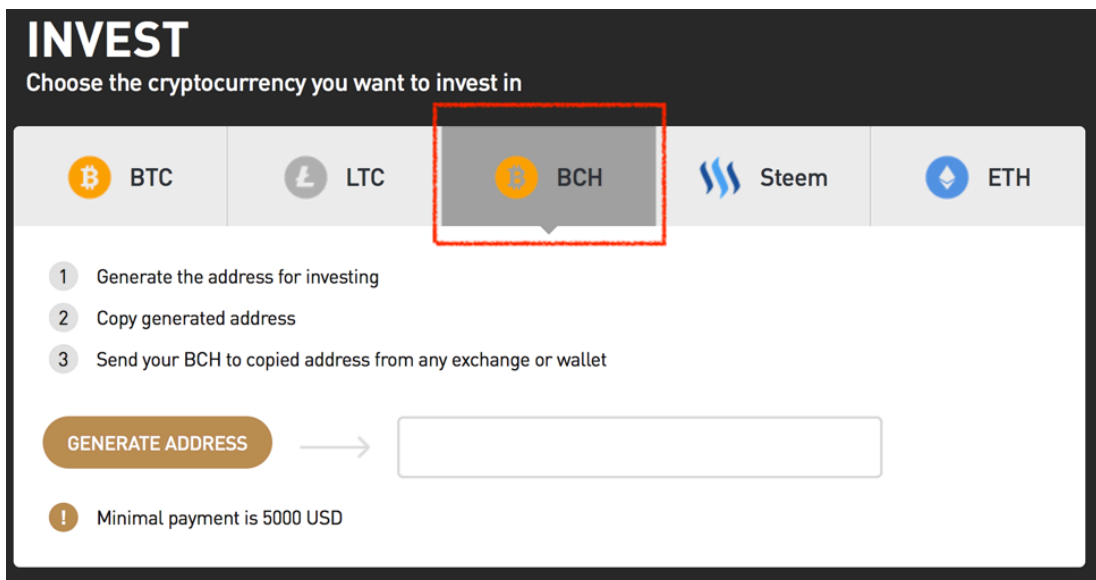 INVEST
Choose the cryptocurrency you want to invest in
BTC LTC BCH Steem ETH
1 Generate the address for investing
2 Copy generated address
3 Send your BCH to copied address from any exchange or wallet
GENERATE ADDRESS
! Minimal payment is 5000 USD